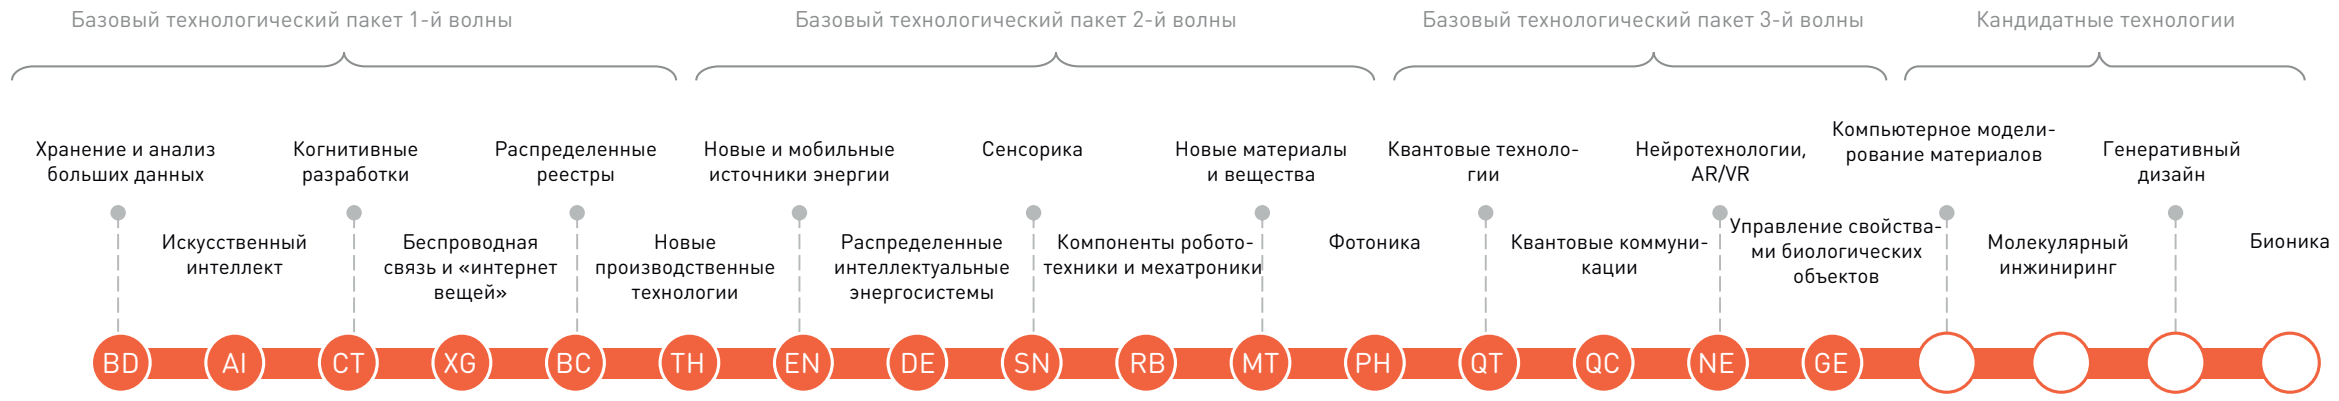 Базовый технологический пакет 1-й волны
Базовый технологический пакет 2-й волны
Базовый технологический пакет 3-й волны
Кандидатные технологии
Хранение и анализ
больших данных
Искусственный
интеллект
Когнитивные
разработки
Беспроводная
связь и «интернет
вещей»
Распределенные
реестры
Новые
производственные
технологии
Новые и мобильные
источники энергии
Распределенные
интеллектуальные
энергосистемы
Сенсорика
Компоненты робото-
техники и мехатроники
Новые материалы
и вещества
Фотоника
Квантовые техноло-
гии
Квантовые коммуни-
кации
Нейротехнологии,
AR/VR
Управление свойства-
ми биологических
объектов
Компьютерное модели-
рование материалов
Молекулярный
инжиниринг
Генеративный
дизайн
Бионика
BD
AI
CT
XG
BC
TH
EN
DE
SN
RB
MT
PH
QT
QC
NE
GE